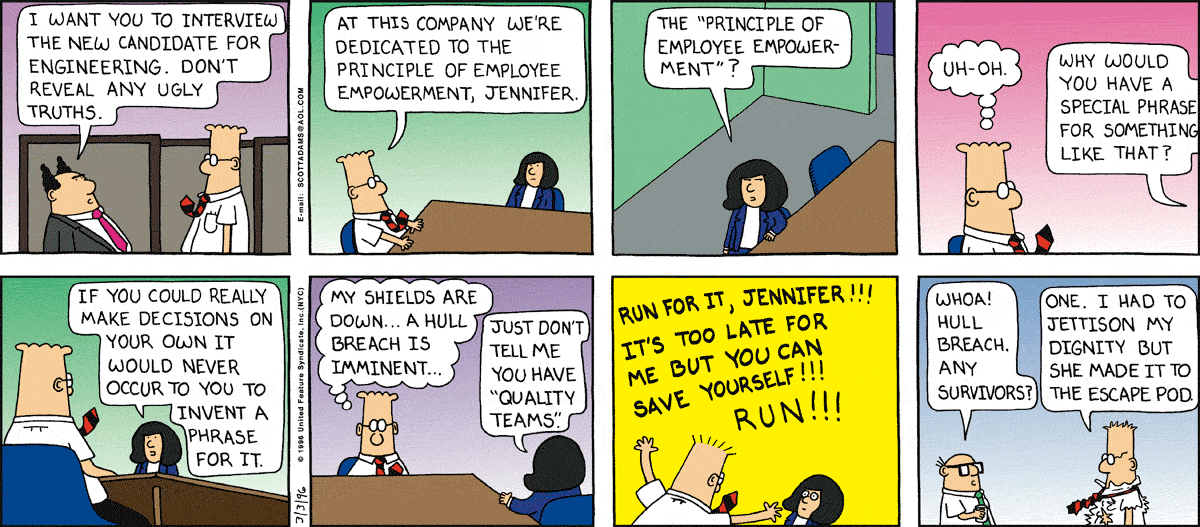 I WANT YOU TO INTERVIEW
THE NEW CANDIDATE FOR
ENGINEERING. DON'T
REVEAL ANY UGLY
TRUTHS.
E-mail: SCOTTADAMS@AOL.COM
AT THIS COMPANY WE'RE
DEDICATED TO THE
PRINCIPLE OF EMPLOYEE
EMPOWERMENT, JENNIFER.
THE "PRINCIPLE OF
EMPLOYEE EMPOWER-
MENT"?
UH-OH.
WHY WOULD
YOU HAVE A
SPECIAL PHRASE
FOR SOMETHING
LIKE THAT?
IF YOU COULD REALLY
MAKE DECISIONS ON
YOUR OWN IT
WOULD NEVER
OCCUR TO YOU TO
INVENT A
PHRASE
FOR IT.
© 1996 United Feature Syndicate, Inc.(NYC)
3/3/96
MY SHIELDS ARE
DOWN... A HULL
BREACH IS
IMMINENT...
JUST DON'T
TELL ME
YOU HAVE
"QUALITY
TEAMS".
RUN FOR IT, JENNIFER!!!
IT'S TOO LATE FOR
ME BUT YOU CAN
SAVE YOURSELF!!!
RUN!!!
WHOA!
HULL
BREACH.
ANY
SURVIVORS?
ONE. I HAD TO
JETTISON MY
DIGNITY BUT
SHE MADE IT TO
THE ESCAPE POD.